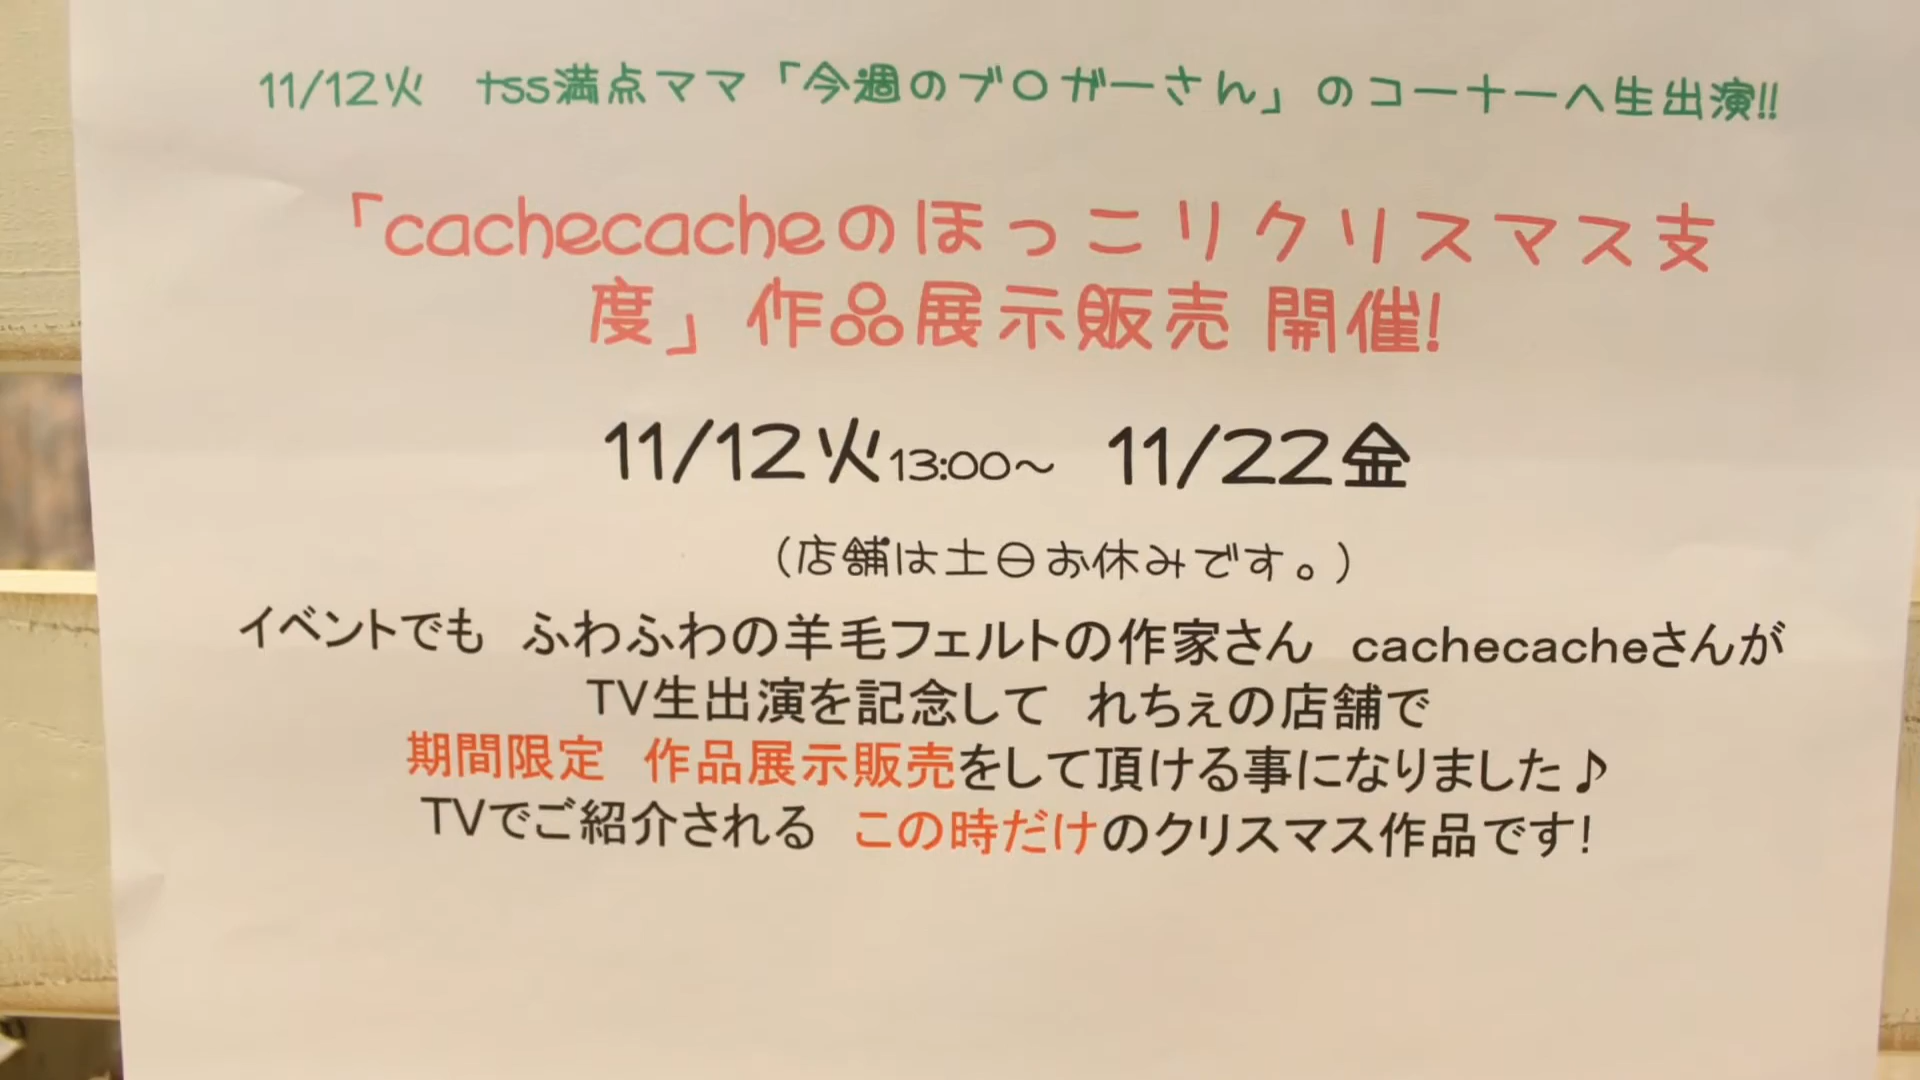 11/12火　tss満点ママ「今週のブロガーさん」のコーナーへ生出演!!
「cachecacheのほっこりクリスマス支
度」作品展示販売 開催!
11/12火13:00～　11/22金
（店舗は土日お休みです。）
イベントでも　ふわふわの羊毛フェルトの作家さん　cachecacheさんが
TV生出演を記念して　れちぇの店舗で
期間限定　作品展示販売をして頂ける事になりました♪
TVでご紹介される　この時だけのクリスマス作品です!